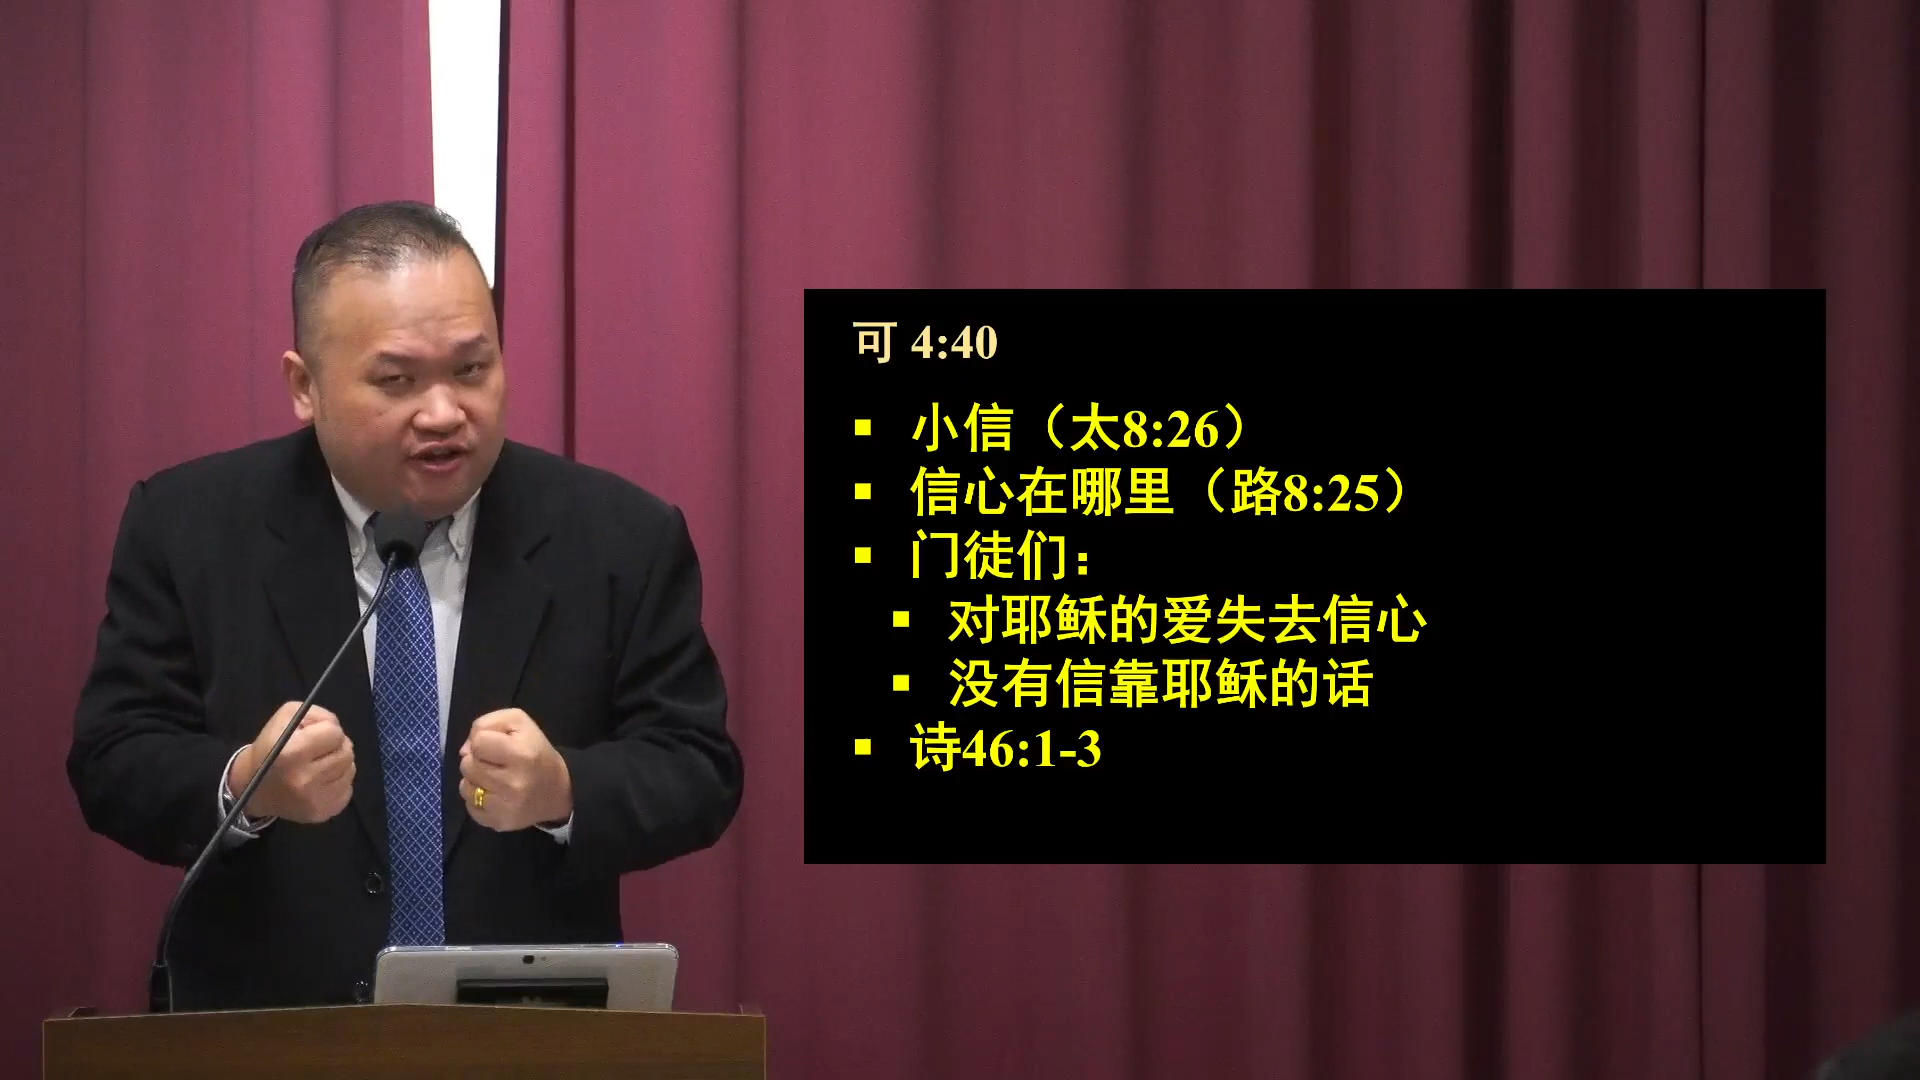 可 4:40
▪ 小信（太8:26）
▪ 信心在哪里（路8:25）
▪ 门徒们：
▪ 对耶稣的爱失去信心
▪ 没有信靠耶稣的话
▪ 诗46:1-3